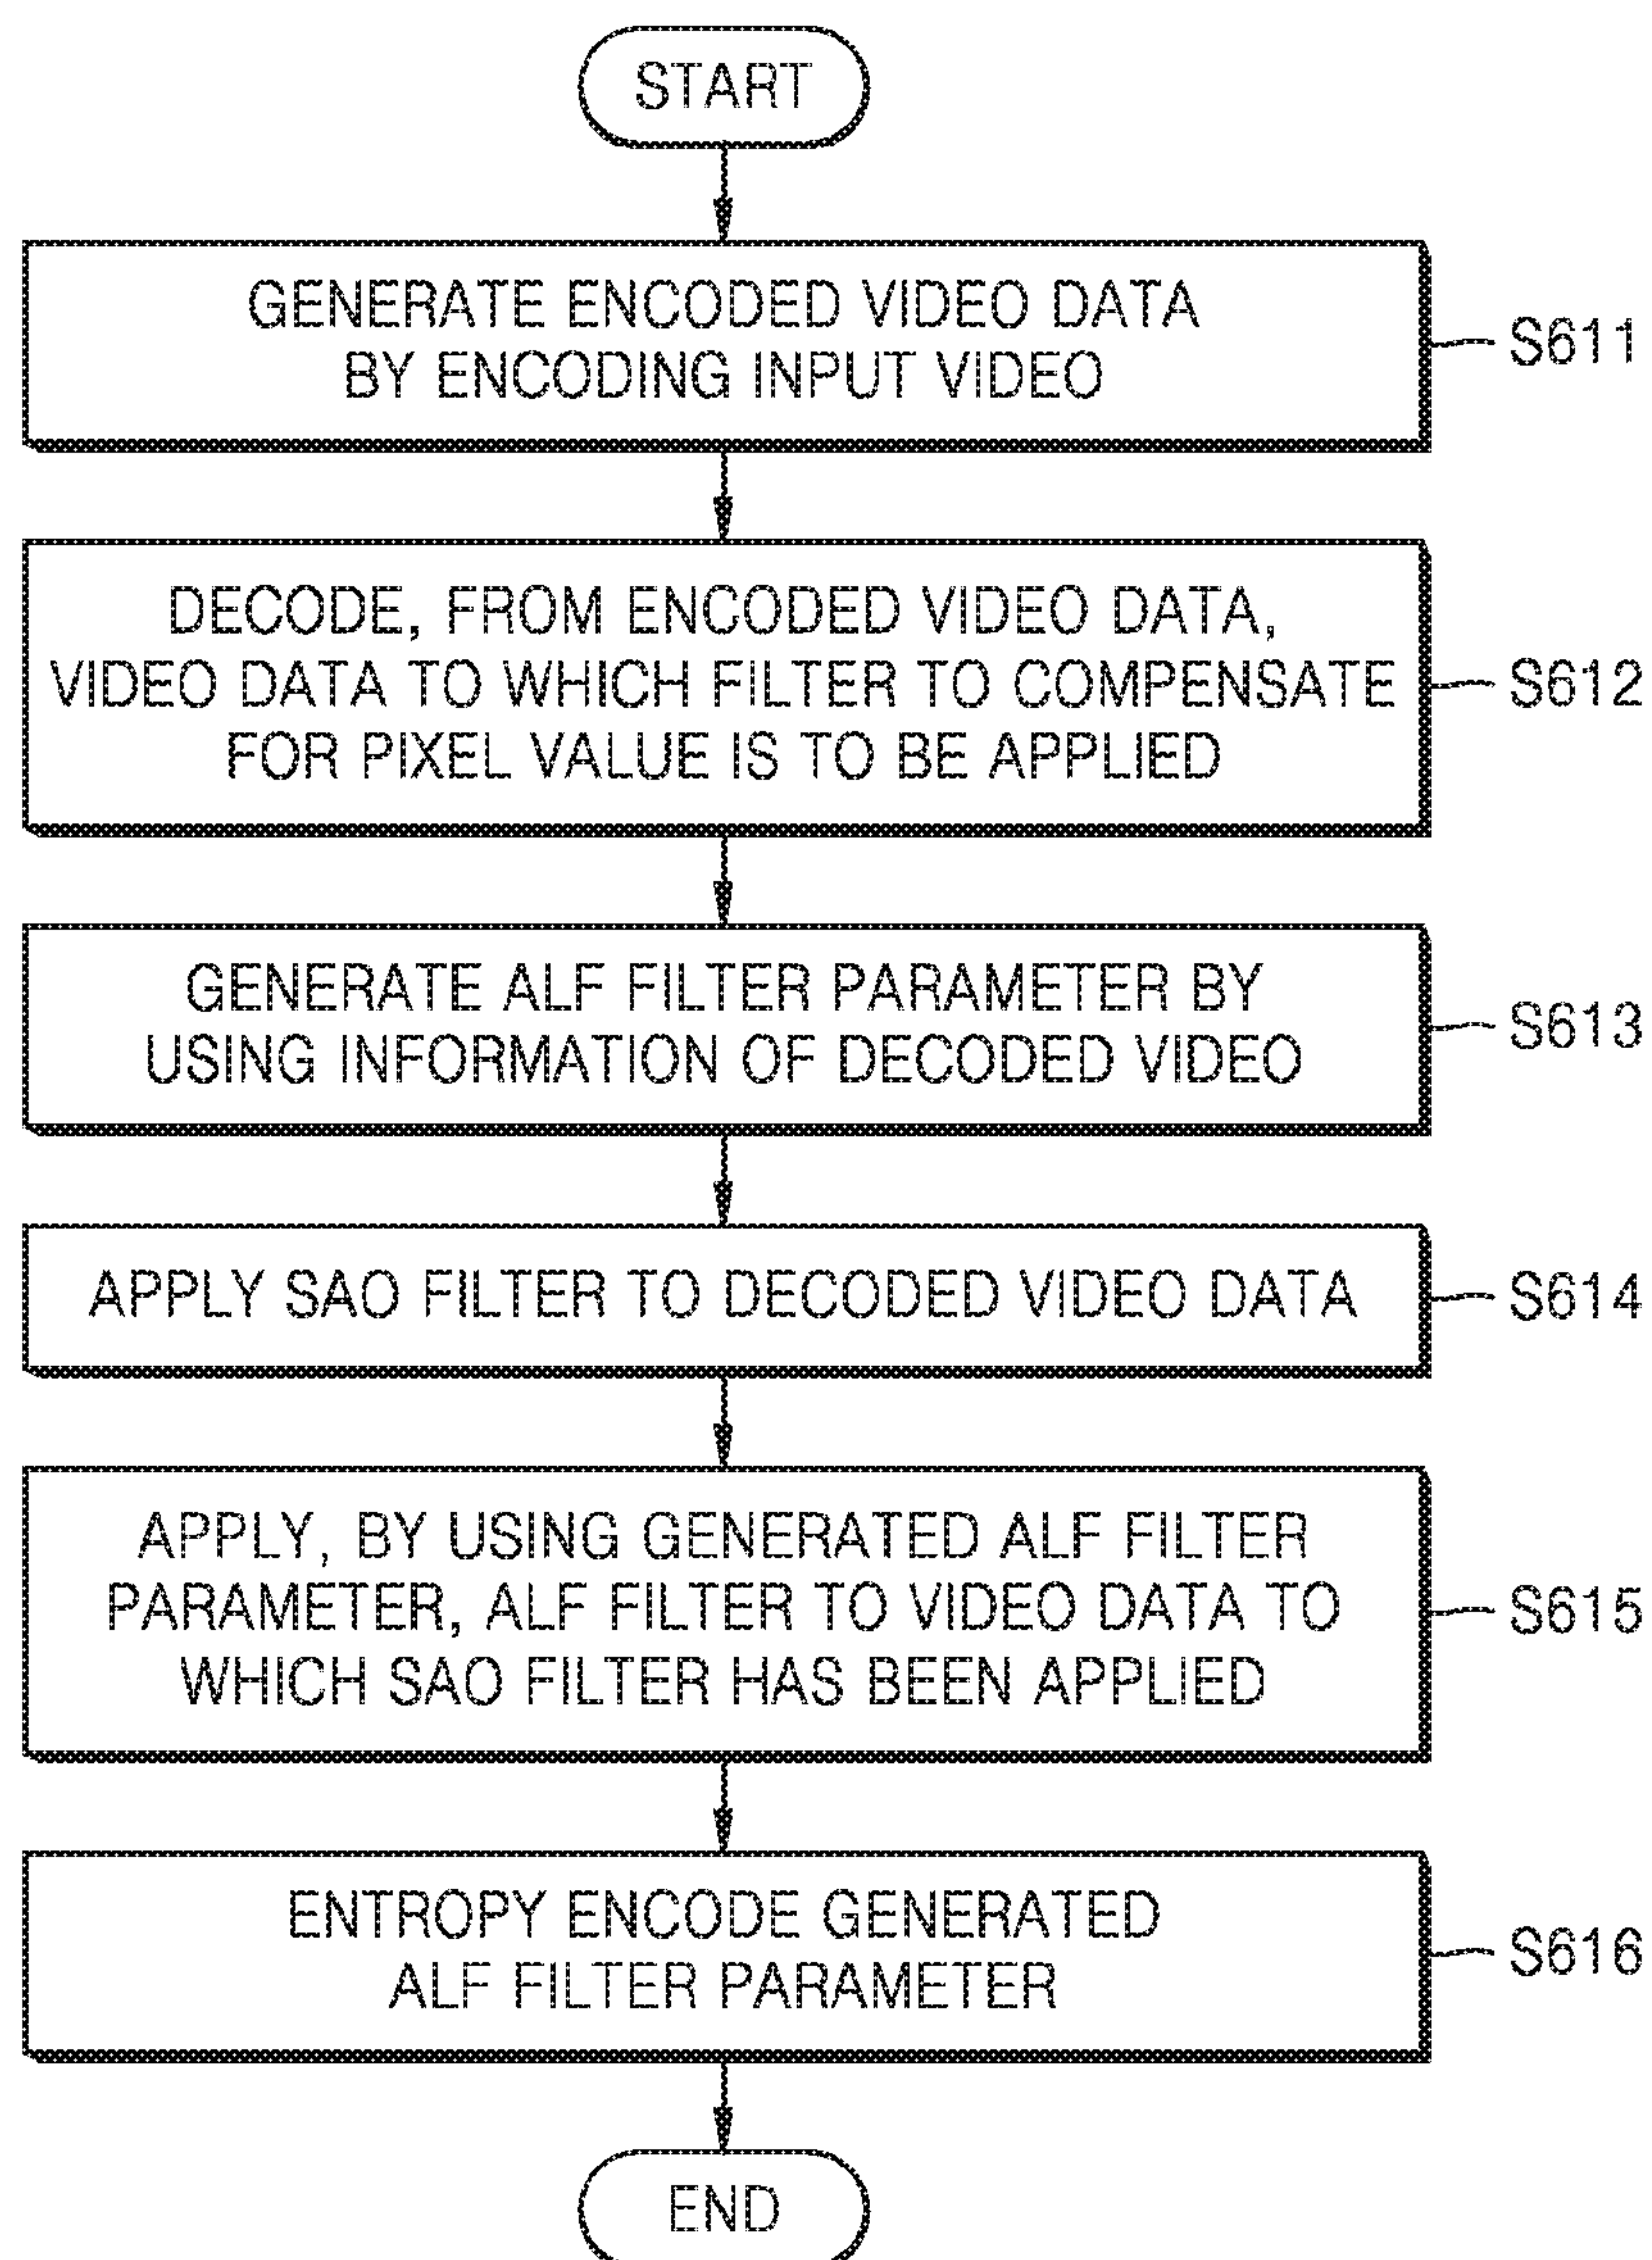 START
GENERATE ENCODED VIDEO DATA
BY ENCODING INPUT VIDEO
S611
DECODE, FROM ENCODED VIDEO DATA,
VIDEO DATA TO WHICH FILTER TO COMPENSATE
FOR PIXEL VALUE IS TO BE APPLIED
S612
GENERATE ALF FILTER PARAMETER BY
USING INFORMATION OF DECODED VIDEO
S613
APPLY SAO FILTER TO DECODED VIDEO DATA
S614
APPLY, BY USING GENERATED ALF FILTER
PARAMETER, ALF FILTER TO VIDEO DATA TO
WHICH SAO FILTER HAS BEEN APPLIED
S615
ENTROPY ENCODE GENERATED
ALF FILTER PARAMETER
S616
END